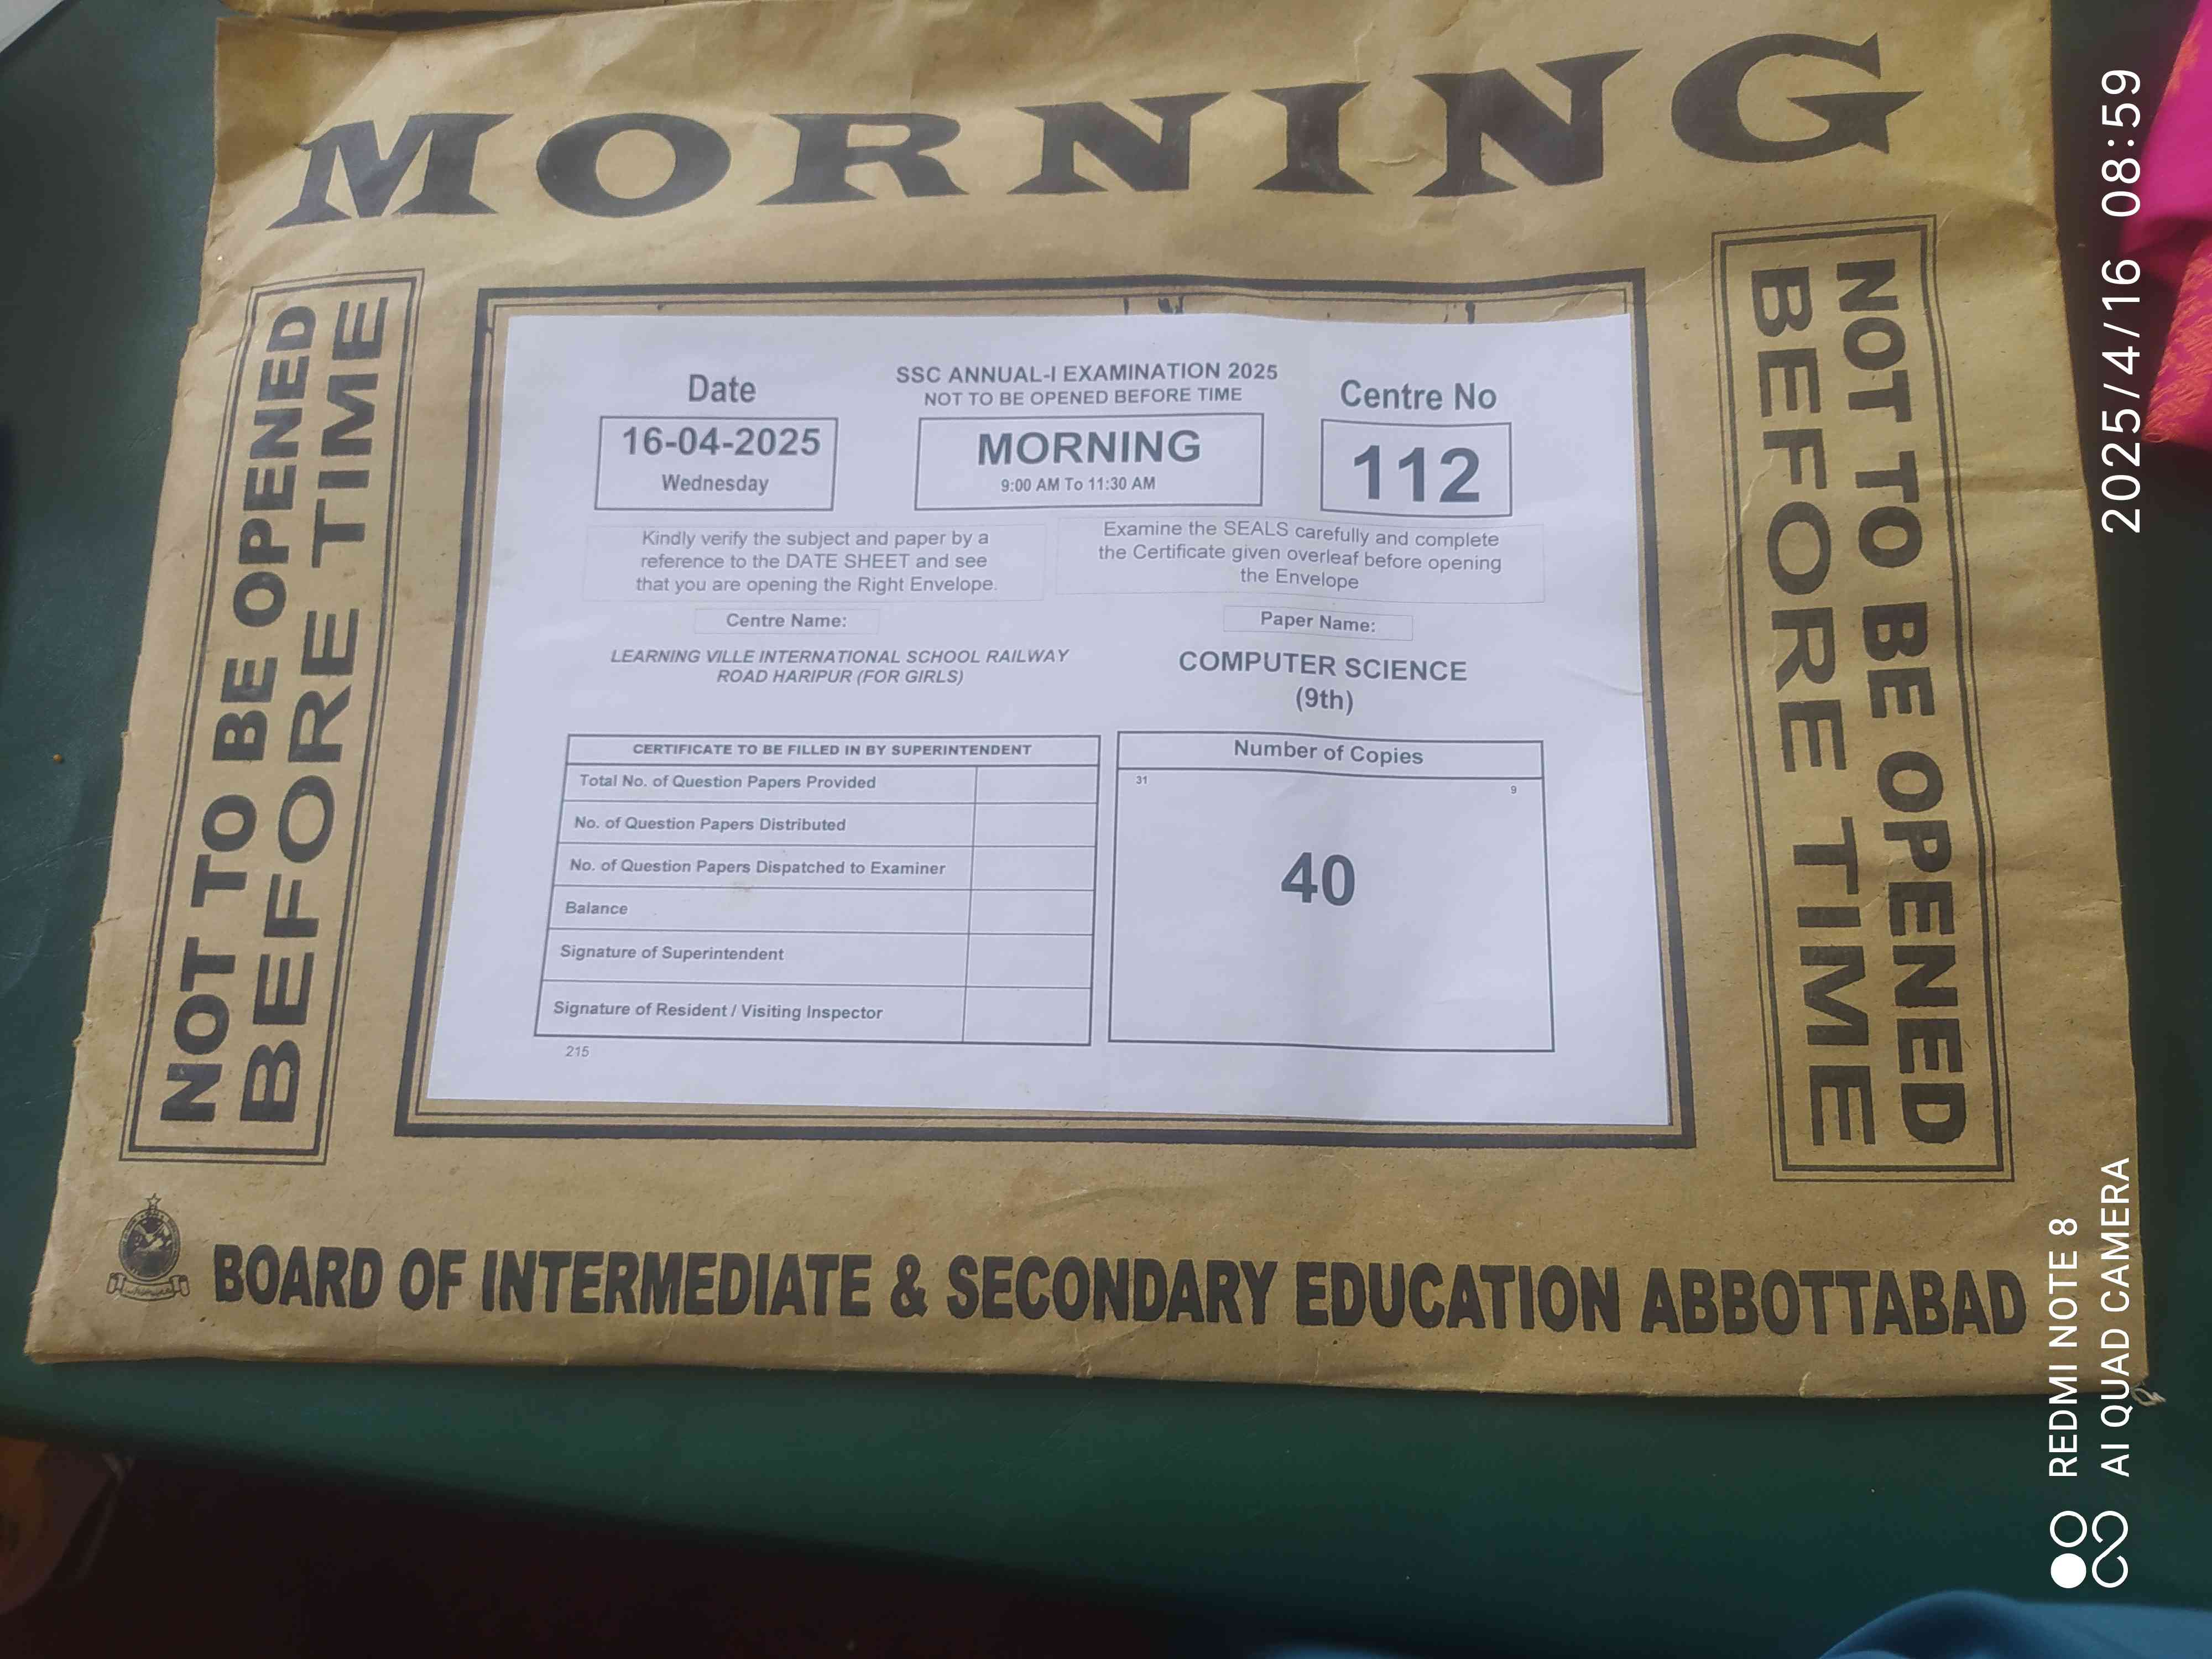 MORNING
NOT TO BE OPENED
BEFORE TIME
Date
16-04-2025
Wednesday
SSC ANNUAL-I EXAMINATION 2025
NOT TO BE OPENED BEFORE TIME
MORNING
9:00 AM To 11:30 AM
Centre No
112
Kindly verify the subject and paper by a
reference to the DATE SHEET and see
that you are opening the Right Envelope.
Examine the SEALS carefully and complete
the Certificate given overleaf before opening
the Envelope
Centre Name:
LEARNING VILLE INTERNATIONAL SCHOOL RAILWAY
ROAD HARIPUR (FOR GIRLS)
Paper Name:
COMPUTER SCIENCE
(9th)
CERTIFICATE TO BE FILLED IN BY SUPERINTENDENT
Total No. of Question Papers Provided
No. of Question Papers Distributed
No. of Question Papers Dispatched to Examiner
Balance
Signature of Superintendent
Signature of Resident / Visiting Inspector
215
Number of Copies
31
9
40
NOT TO BE OPENED
BEFORE TIME
BOARD OF INTERMEDIATE & SECONDARY EDUCATION ABBOTTABAD
2025/4/16 08:59
REDMI NOTE 8
AI QUAD CAMERA